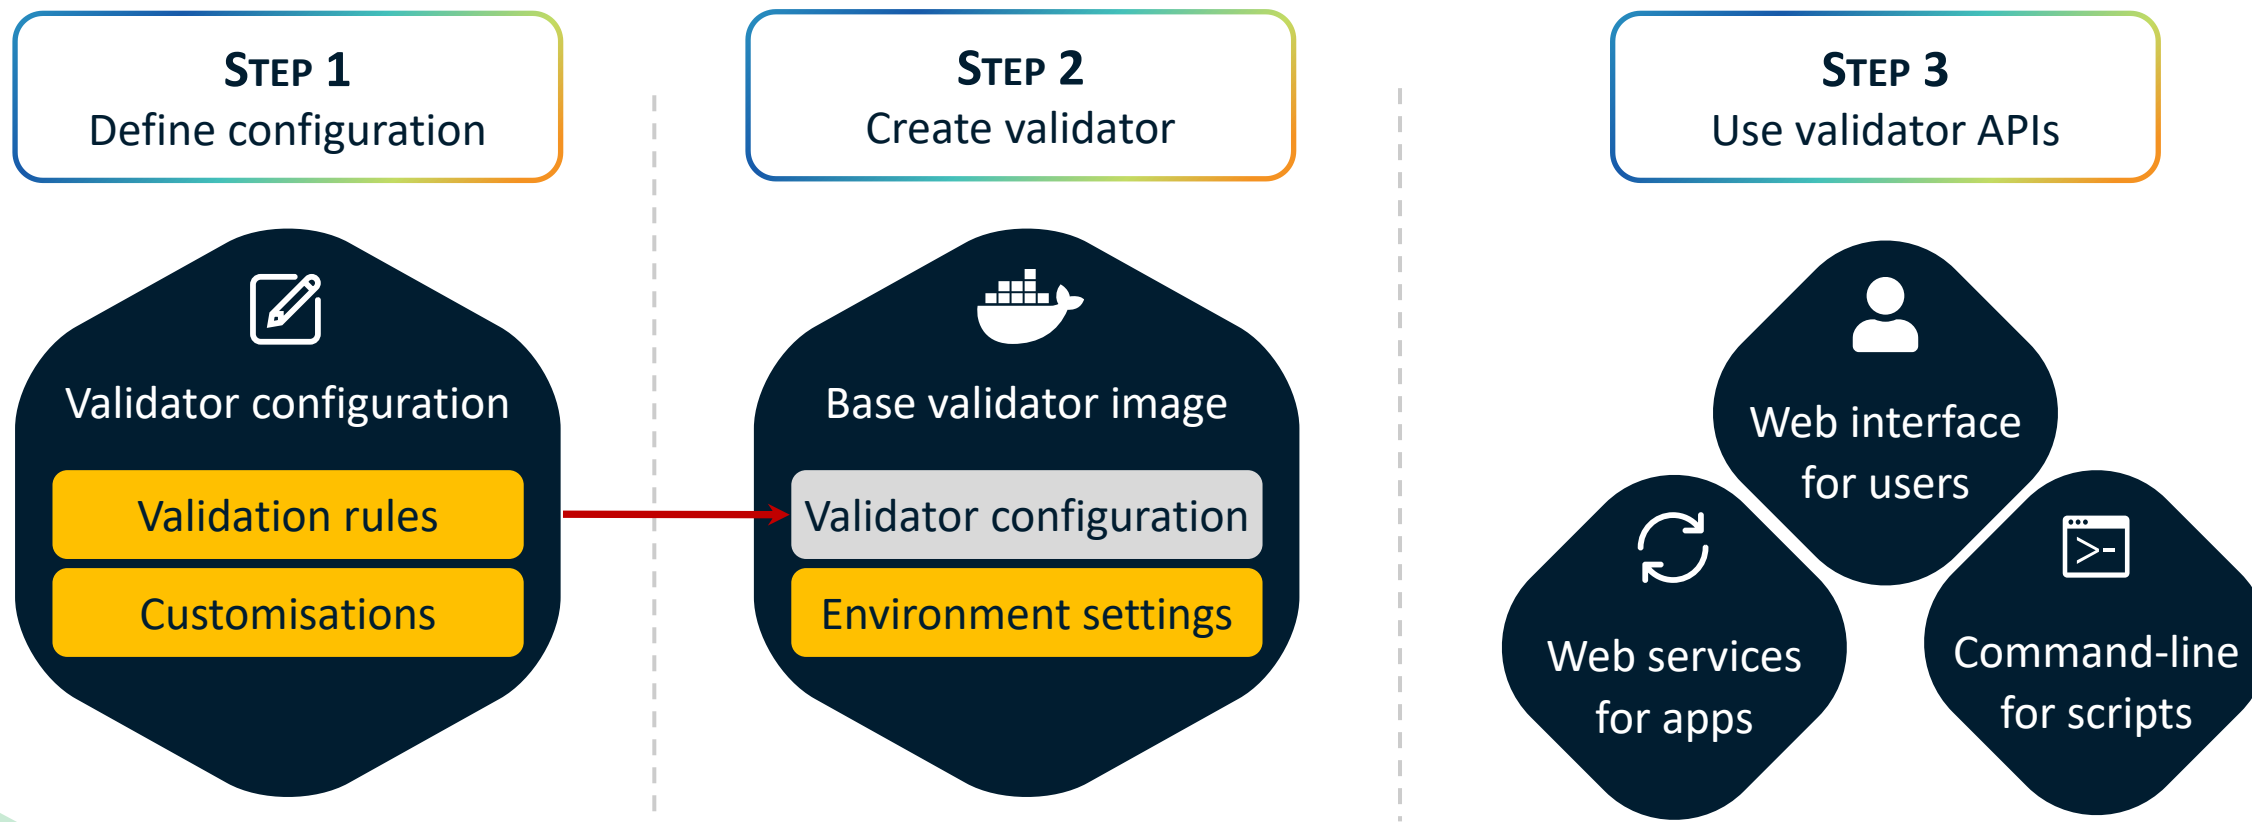 STEP 1
Define configuration
Validator configuration
Validation rules
Customisations
STEP 2
Create validator
Base validator image
Validator configuration
Environment settings
STEP 3
Use validator APIs
Web interface
for users
Web services
for apps
Command-line
for scripts